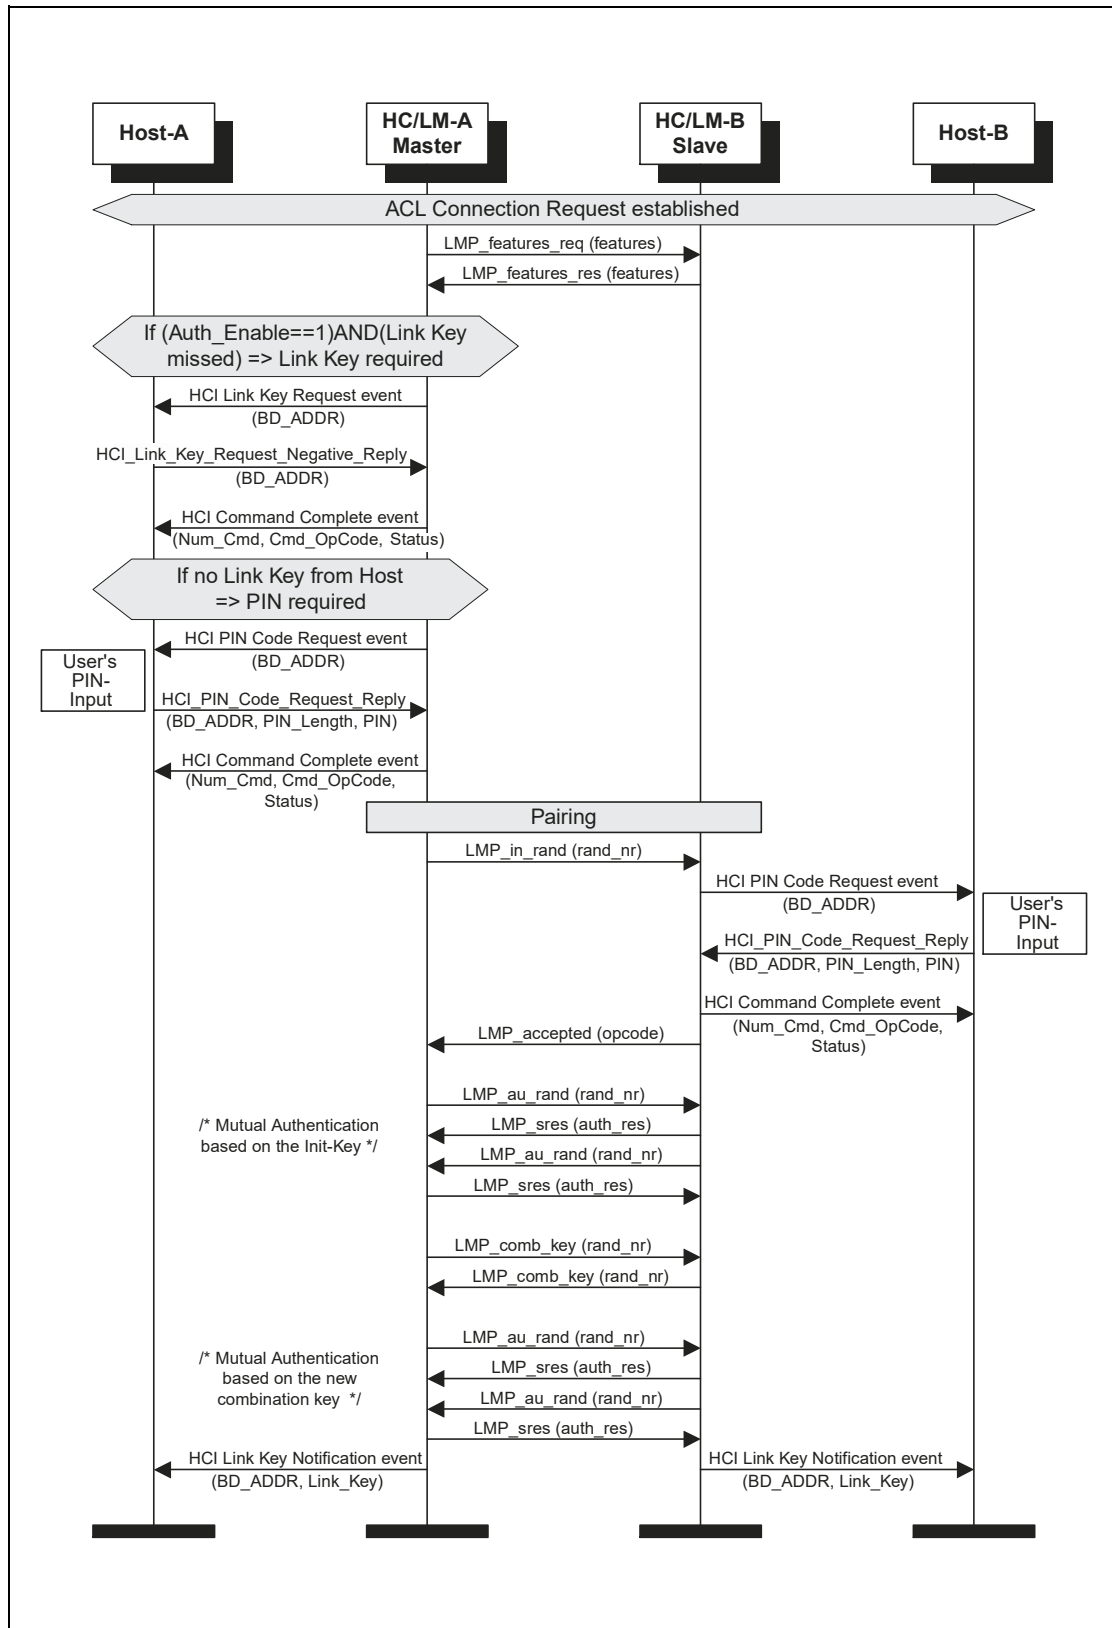 Host-A
HC/LM-A
Master
HC/LM-B
Slave
Host-B
ACL Connection Request established
LMP_features_req (features)
LMP_features_res (features)
If (Auth_Enable==1)AND(Link Key
missed) => Link Key required
HCI Link Key Request event
(BD_ADDR)
HCI_Link_Key_Request_Negative_Reply
(BD_ADDR)
HCI Command Complete event
(Num_Cmd, Cmd_OpCode, Status)
If no Link Key from Host
=> PIN required
HCI PIN Code Request event
(BD_ADDR)
User's
PIN-
Input
HCI_PIN_Code_Request_Reply
(BD_ADDR, PIN_Length, PIN)
HCI Command Complete event
(Num_Cmd, Cmd_OpCode,
Status)
Pairing
LMP_in_rand (rand_nr)
HCI PIN Code Request event
(BD_ADDR)
User's
PIN-
Input
HCI_PIN_Code_Request_Reply
(BD_ADDR, PIN_Length, PIN)
HCI Command Complete event
(Num_Cmd, Cmd_OpCode,
Status)
LMP_accepted (opcode)
LMP_au_rand (rand_nr)
/* Mutual Authentication
based on the Init-Key */
LMP_sres (auth_res)
LMP_au_rand (rand_nr)
LMP_sres (auth_res)
LMP_comb_key (rand_nr)
LMP_comb_key (rand_nr)
LMP_au_rand (rand_nr)
/* Mutual Authentication
based on the new
combination key */
LMP_sres (auth_res)
LMP_au_rand (rand_nr)
LMP_sres (auth_res)
HCI Link Key Notification event
(BD_ADDR, Link_Key)
HCI Link Key Notification event
(BD_ADDR, Link_Key)